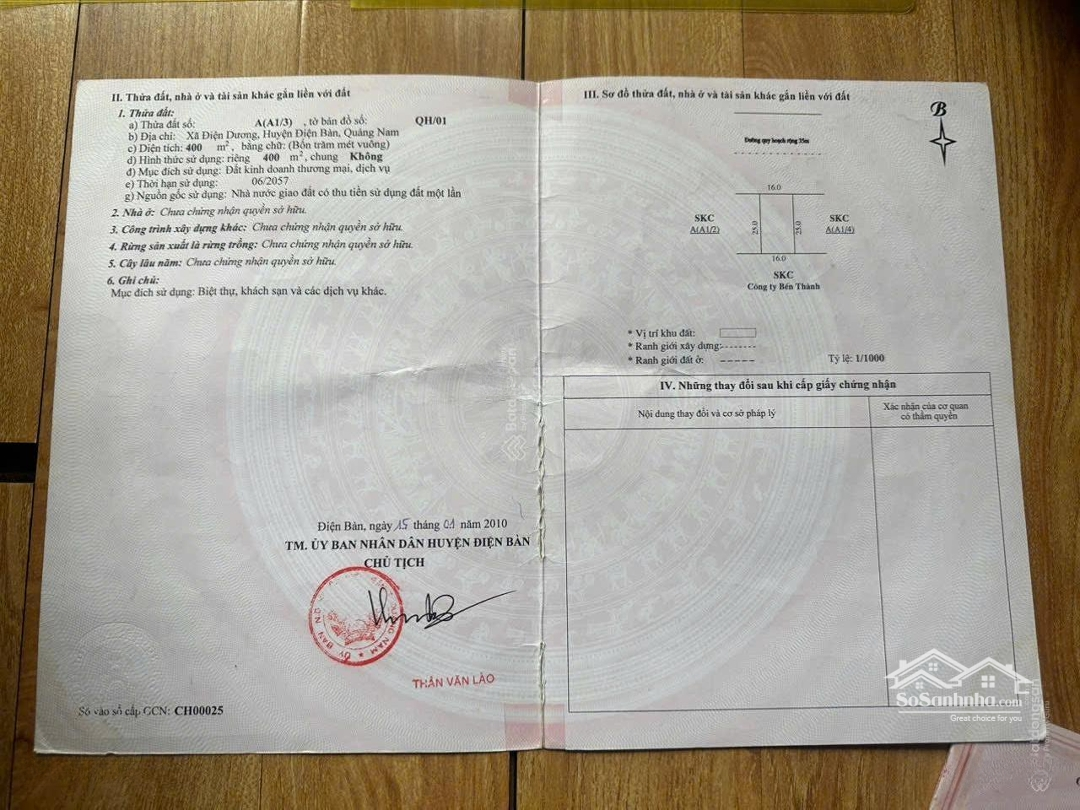 II. Thửa đất, nhà ở và tài sản khác gắn liền với đất
1. Thửa đất:
a) Thửa đất số: A(A1/3) , tờ bản đồ số: QH/01
b) Địa chỉ: Xã Điện Dương, Huyện Điện Bàn, Quảng Nam
c) Diện tích: 400 m², bằng chữ: (Bốn trăm mét vuông)
d) Hình thức sử dụng: riêng 400 m², chung Không
đ) Mục đích sử dụng: Đất kinh doanh thương mại, dịch vụ
e) Thời hạn sử dụng: 06/2057
g) Nguồn gốc sử dụng: Nhà nước giao đất có thu tiền sử dụng đất một lần
2. Nhà ở: Chưa chứng nhận quyền sở hữu.
3. Công trình xây dựng khác: Chưa chứng nhận quyền sở hữu.
4. Rừng sản xuất là rừng trồng: Chưa chứng nhận quyền sở hữu.
5. Cây lâu năm: Chưa chứng nhận quyền sở hữu.
6. Ghi chú:
Mục đích sử dụng: Biệt thự, khách sạn và các dịch vụ khác.
Điện Bàn, ngày 15 tháng 01 năm 2010
TM. ỦY BAN NHÂN DÂN HUYỆN ĐIỆN BÀN
CHỦ TỊCH
THÂN VĂN LÀO
Số vào sổ cấp GCN: CH00025
III. Sơ đồ thửa đất, nhà ở và tài sản khác gắn liền với đất
B
Đường quy hoạch rộng 35m
16.0
SKC
A(A1/2)
25.0
25.0
SKC
A(A1/4)
16.0
SKC
Công ty Bến Thành
* Vị trí khu đất:
* Ranh giới xây dựng:
* Ranh giới đất ở:
Tỷ lệ: 1/1000
IV. Những thay đổi sau khi cấp giấy chứng nhận
Nội dung thay đổi và cơ sở pháp lý
Xác nhận của cơ quan
có thẩm quyền
SoSanhnha.com
Great choice for you